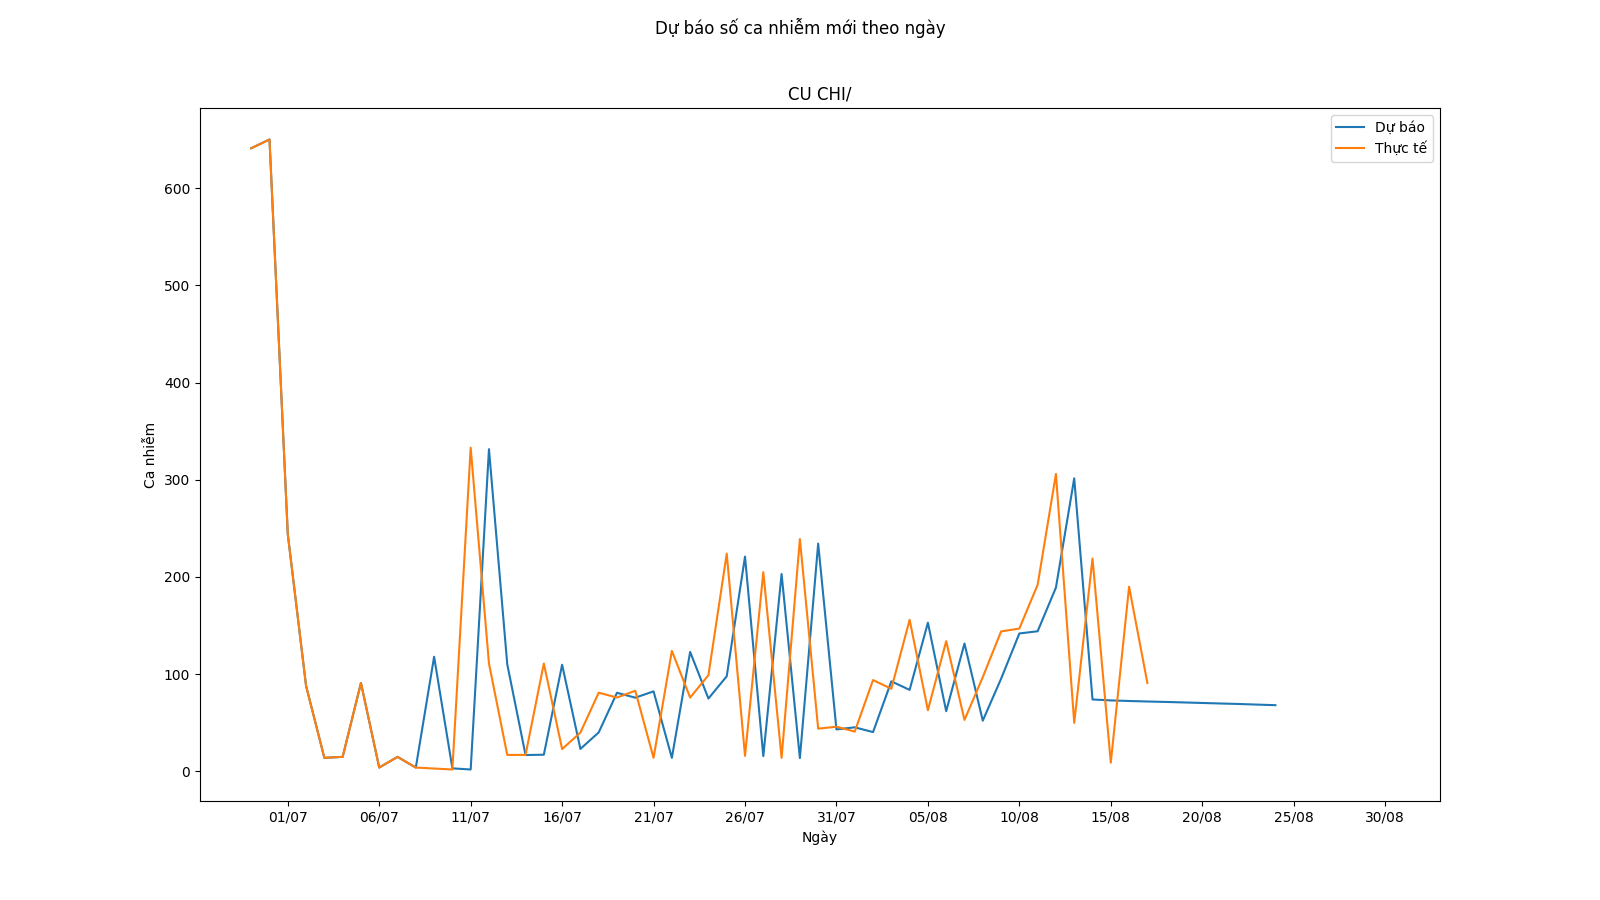 Dự báo số ca nhiễm mới theo ngày
CU CHI/
Dự báo
Thực tế
600
500
400
300
200
100
0
Ca nhiễm
01/07 06/07 11/07 16/07 21/07 26/07 31/07 05/08 10/08 15/08 20/08 25/08 30/08
Ngày